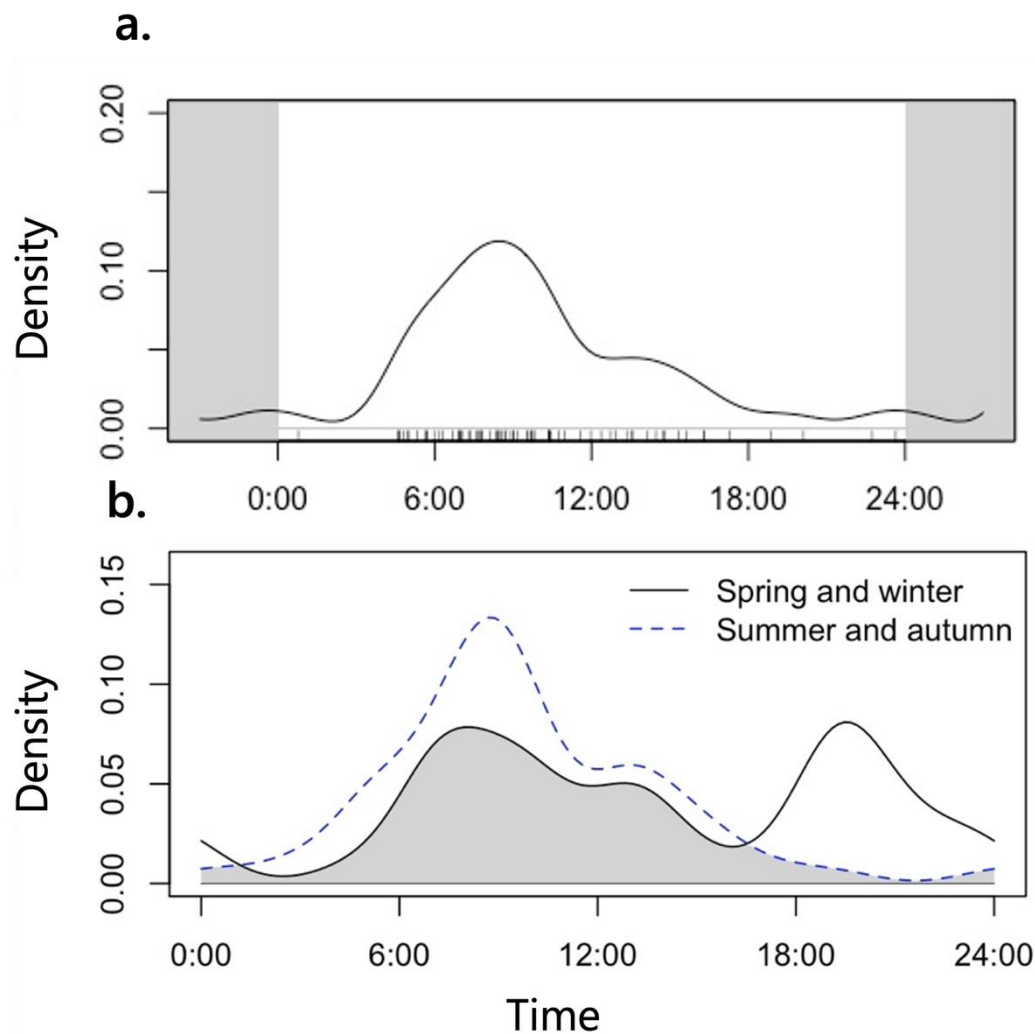 a.
Density
0.20
0.10
0.00
0:00 6:00 12:00 18:00 24:00
b.
Density
0.15
0.10
0.05
0.00
Spring and winter
Summer and autumn
0:00 6:00 12:00 18:00 24:00
Time